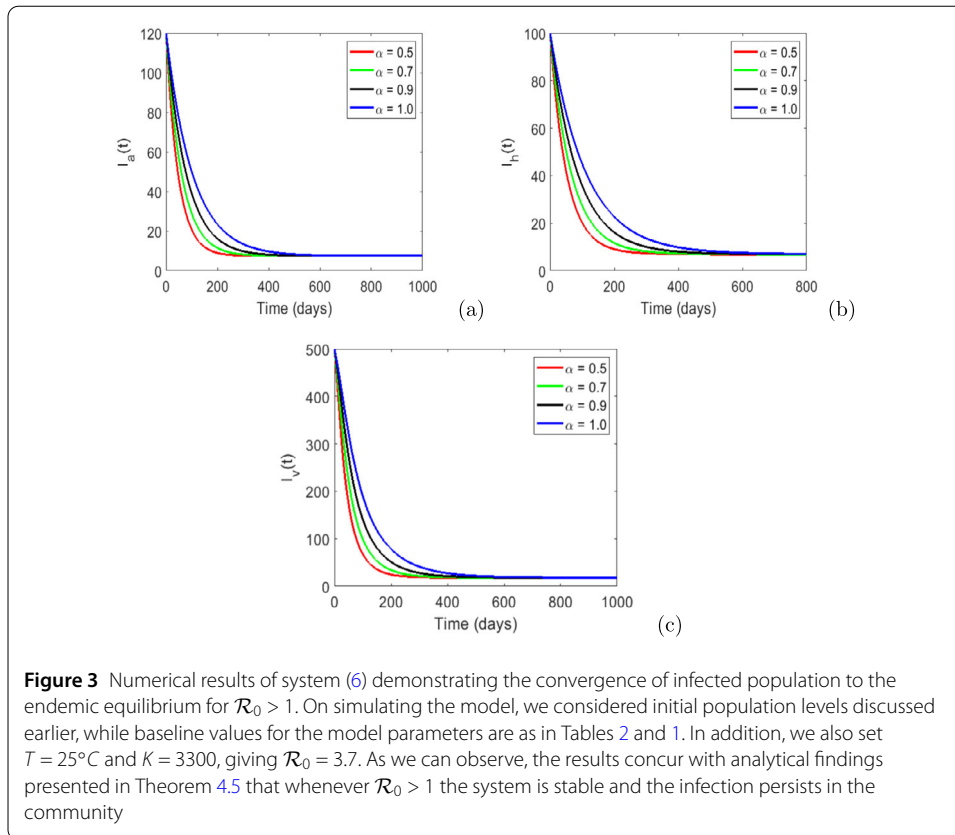 120
100
80
60
40
20
0
I_a(t)
α = 0.5
α = 0.7
α = 0.9
α = 1.0
0 200 400 600 800 1000
Time (days)
(a)
100
80
60
40
20
0
I_h(t)
α = 0.5
α = 0.7
α = 0.9
α = 1.0
0 200 400 600 800
Time (days)
(b)
500
400
300
200
100
0
I_v(t)
α = 0.5
α = 0.7
α = 0.9
α = 1.0
0 200 400 600 800 1000
Time (days)
(c)
Figure 3 Numerical results of system (6) demonstrating the convergence of infected population to the
endemic equilibrium for R₀ > 1. On simulating the model, we considered initial population levels discussed
earlier, while baseline values for the model parameters are as in Tables 2 and 1. In addition, we also set
T = 25°C and K = 3300, giving R₀ = 3.7. As we can observe, the results concur with analytical findings
presented in Theorem 4.5 that whenever R₀ > 1 the system is stable and the infection persists in the
community